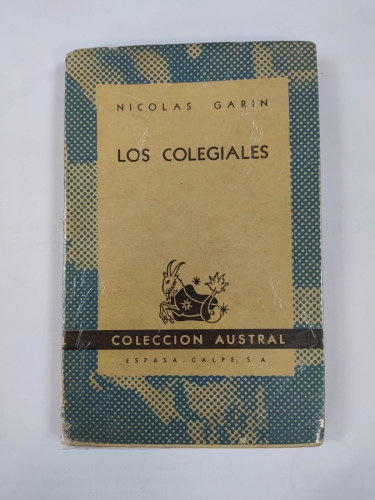 NICOLAS GARIN
LOS COLEGIALES
COLECCION AUSTRAL
ESPASA-CALPE, S. A.